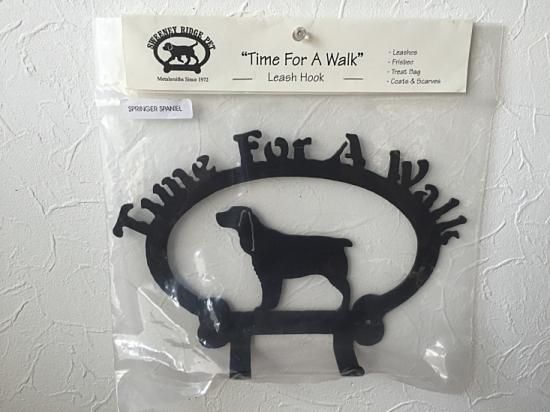 SWEENEY RIDGE PET
Metalsmiths Since 1972
"Time For A Walk"
Leash Hook
- Leashes
- Frisbee
- Treat Bag
- Coats & Scarves
SPRINGER SPANIEL
Time For A Walk